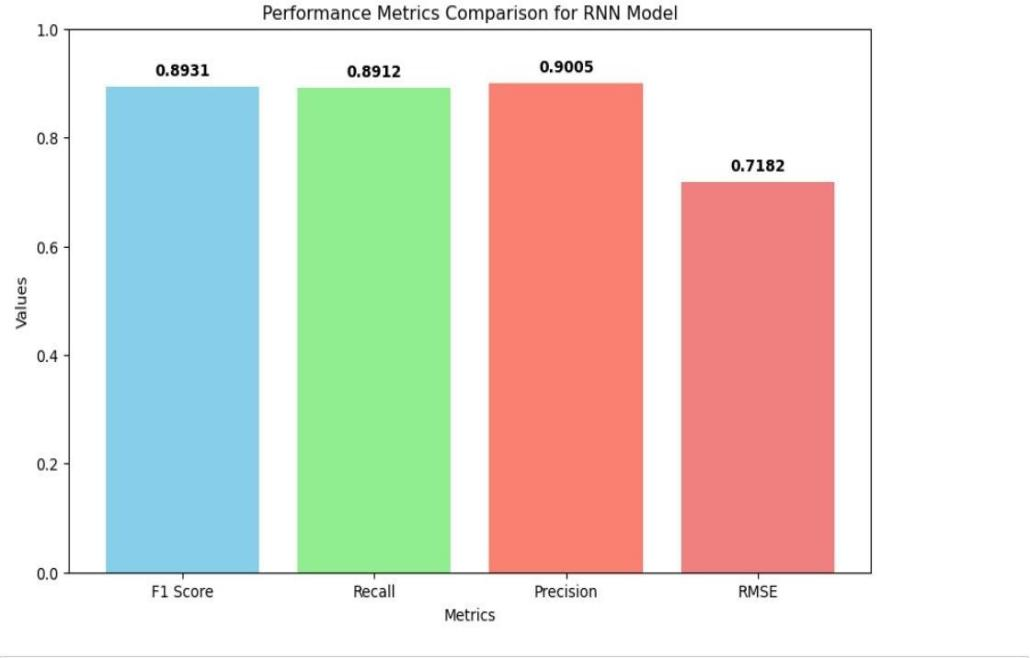 Performance Metrics Comparison for RNN Model
1.0
0.8
0.6
0.4
0.2
0.0
Values
0.8931
0.8912
0.9005
0.7182
F1 Score
Recall
Precision
RMSE
Metrics